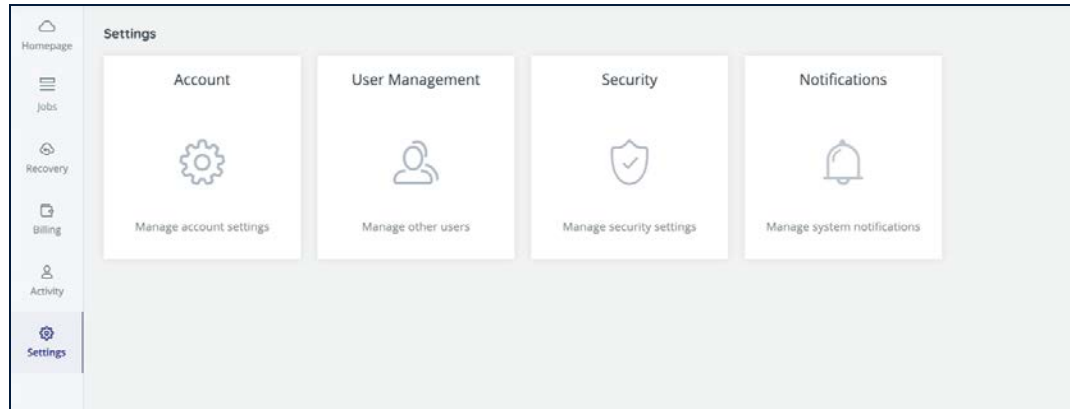 Homepage
Jobs
Recovery
Billing
Activity
Settings
Settings
Account
Manage account settings
User Management
Manage other users
Security
Manage security settings
Notifications
Manage system notifications